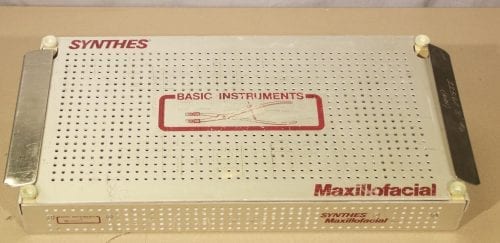 SYNTHES®
BASIC INSTRUMENTS
Maxillofacial
SYNTHES
Maxillofacial